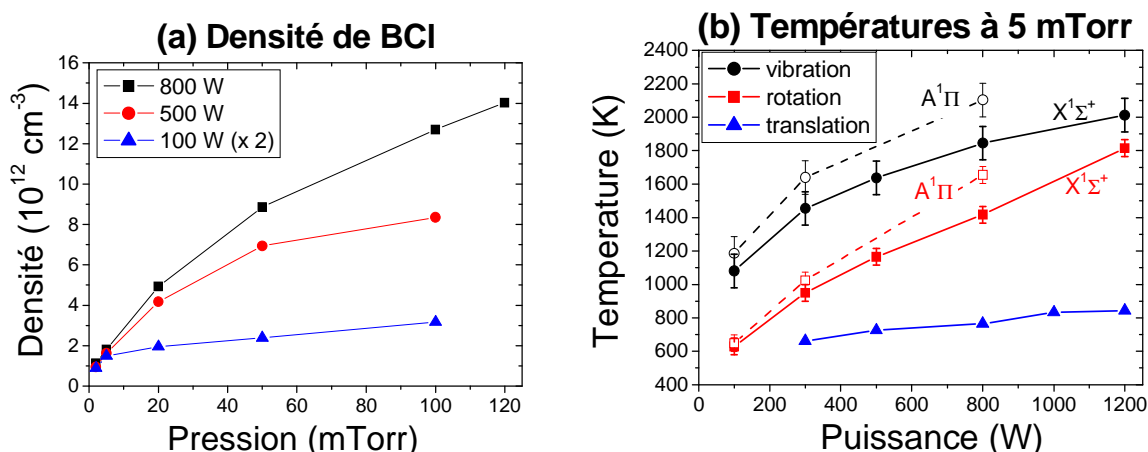 (a) Densité de BCl
Densité (10¹² cm⁻³)
16
14
12
10
8
6
4
2
0
800 W
500 W
100 W (x 2)
0 20 40 60 80 100 120
Pression (mTorr)
(b) Températures à 5 mTorr
Temperature (K)
2400
2200
2000
1800
1600
1400
1200
1000
800
600
400
vibration
rotation
translation
A¹Π
X¹Σ⁺
A¹Π
X¹Σ⁺
0 200 400 600 800 1000 1200
Puissance (W)